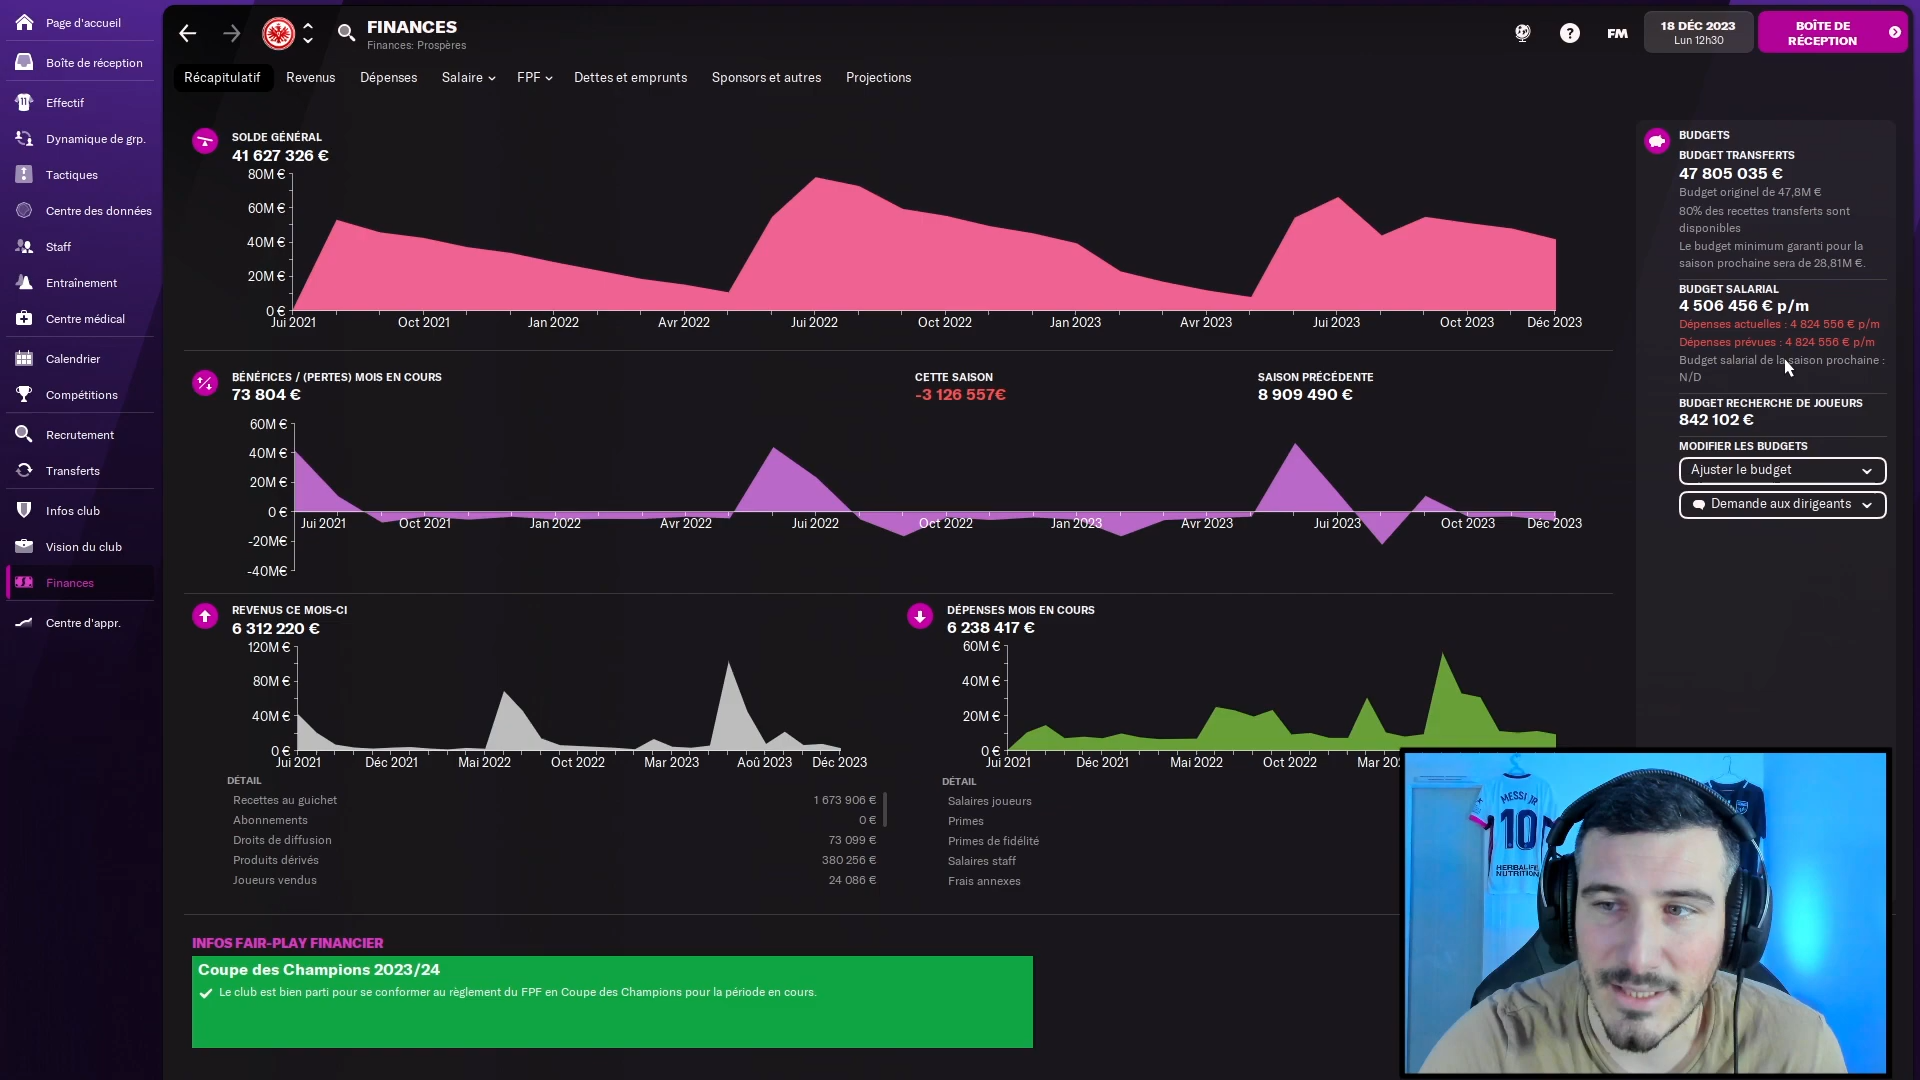 Page d'accueil
Boîte de réception
Effectif
Dynamique de grp.
Tactiques
Centre des données
Staff
Entraînement
Centre médical
Calendrier
Compétitions
Recrutement
Transferts
Infos club
Vision du club
Finances
Centre d'appr.
FINANCES
Finances: Prospères
FM
18 DÉC 2023
Lun 12h30
BOÎTE DE
RÉCEPTION
Récapitulatif
Revenus
Dépenses
Salaire
FPF
Dettes et emprunts
Sponsors et autres
Projections
SOLDE GÉNÉRAL
41 627 326 €
80M €
60M €
40M €
20M €
0 €
Jui 2021
Oct 2021
Jan 2022
Avr 2022
Jui 2022
Oct 2022
Jan 2023
Avr 2023
Jui 2023
Oct 2023
Déc 2023
BÉNÉFICES / (PERTES) MOIS EN COURS
73 804 €
CETTE SAISON
-3 126 557€
SAISON PRÉCÉDENTE
8 909 490 €
60M €
40M €
20M €
0 €
-20M€
-40M€
Jui 2021
Oct 2021
Jan 2022
Avr 2022
Jui 2022
Oct 2022
Jan 2023
Avr 2023
Jui 2023
Oct 2023
Déc 2023
REVENUS CE MOIS-CI
6 312 220 €
120M €
80M €
40M €
0 €
Jui 2021
Déc 2021
Mai 2022
Oct 2022
Mar 2023
Aoû 2023
Déc 2023
DÉTAIL
Recettes au guichet 1 673 906 €
Abonnements 0 €
Droits de diffusion 73 099 €
Produits dérivés 380 256 €
Joueurs vendus 24 086 €
DÉPENSES MOIS EN COURS
6 238 417 €
60M €
40M €
20M €
0 €
Jui 2021
Déc 2021
Mai 2022
Oct 2022
Mar 20
DÉTAIL
Salaires joueurs
Primes
Primes de fidélité
Salaires staff
Frais annexes
INFOS FAIR-PLAY FINANCIER
Coupe des Champions 2023/24
Le club est bien parti pour se conformer au règlement du FPF en Coupe des Champions pour la période en cours.
BUDGETS
BUDGET TRANSFERTS
47 805 035 €
Budget originel de 47,8M €
80% des recettes transferts sont
disponibles
Le budget minimum garanti pour la
saison prochaine sera de 28,81M €.
BUDGET SALARIAL
4 506 456 € p/m
Dépenses actuelles : 4 824 556 € p/m
Dépenses prévues : 4 824 556 € p/m
Budget salarial de la saison prochaine :
N/D
BUDGET RECHERCHE DE JOUEURS
842 102 €
MODIFIER LES BUDGETS
Ajuster le budget
Demande aux dirigeants
MESSI JR
10
HERBALIFE
NUTRITION